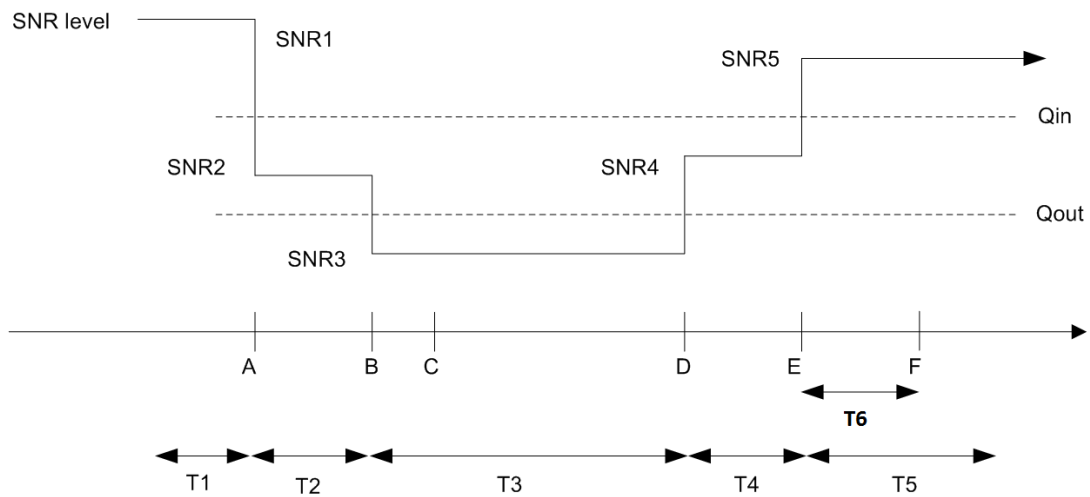 SNR level
SNR1
SNR5
Qin
SNR2
SNR4
Qout
SNR3
A
B
C
D
E
F
T6
T1
T2
T3
T4
T5